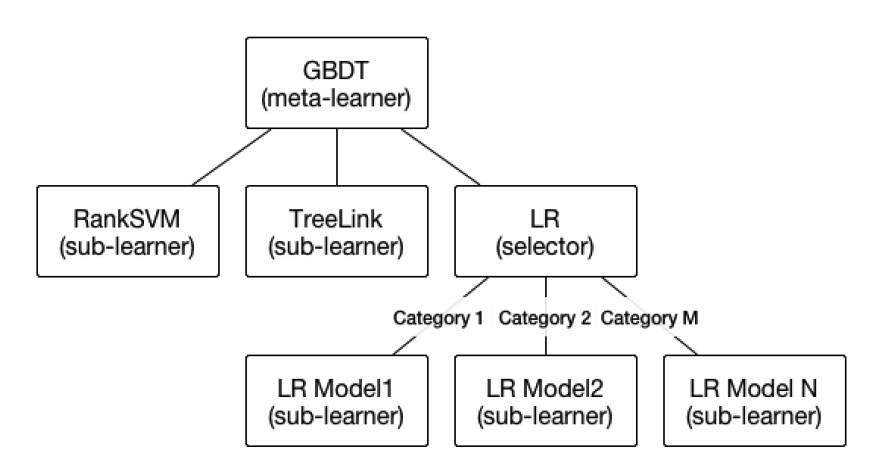 GBDT
(meta-learner)
RankSVM
(sub-learner)
TreeLink
(sub-learner)
LR
(selector)
Category 1
Category 2
Category M
LR Model1
(sub-learner)
LR Model2
(sub-learner)
LR Model N
(sub-learner)